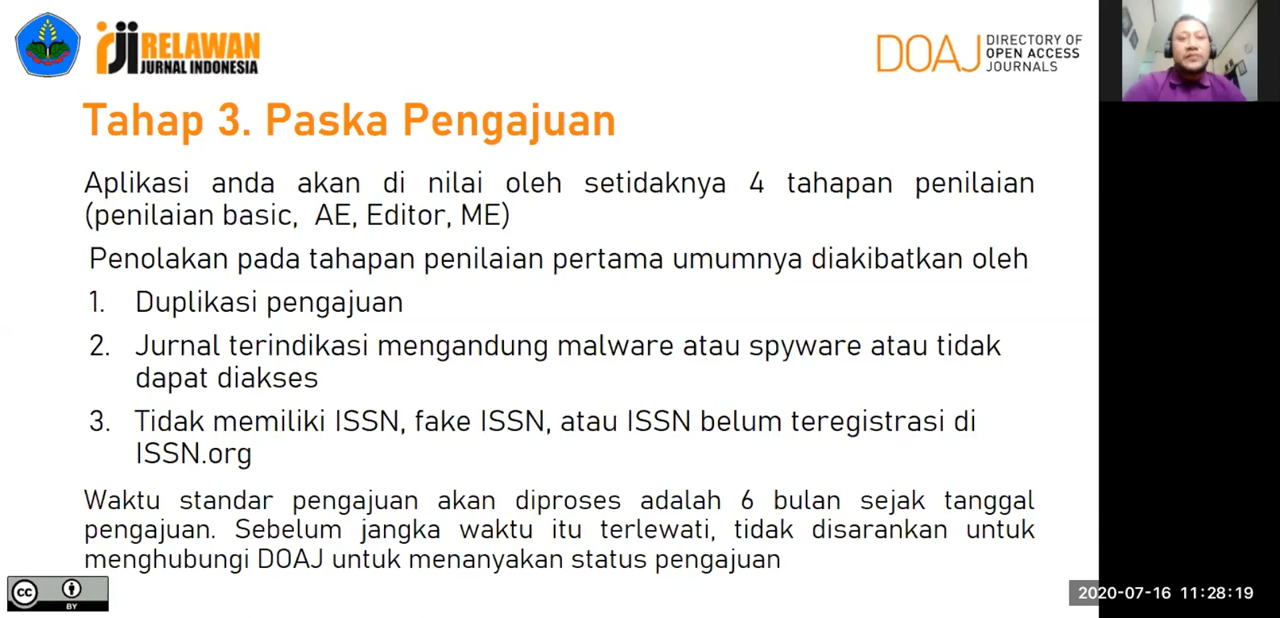 rji RELAWAN
JURNAL INDONESIA
DOAJ DIRECTORY OF
OPEN ACCESS
JOURNALS
Tahap 3. Paska Pengajuan
Aplikasi anda akan di nilai oleh setidaknya 4 tahapan penilaian
(penilaian basic, AE, Editor, ME)
Penolakan pada tahapan penilaian pertama umumnya diakibatkan oleh
1. Duplikasi pengajuan
2. Jurnal terindikasi mengandung malware atau spyware atau tidak
dapat diakses
3. Tidak memiliki ISSN, fake ISSN, atau ISSN belum teregistrasi di
ISSN.org
Waktu standar pengajuan akan diproses adalah 6 bulan sejak tanggal
pengajuan. Sebelum jangka waktu itu terlewati, tidak disarankan untuk
menghubungi DOAJ untuk menanyakan status pengajuan
cc
BY
2020-07-16 11:28:19